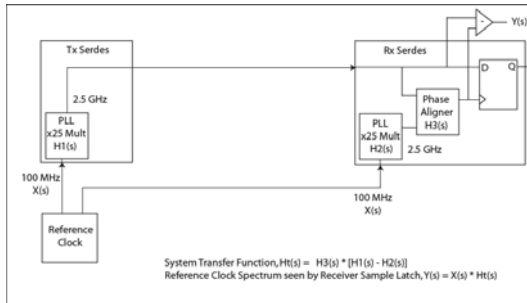 Y(s)
Tx Serdes
Rx Serdes
-
2.5 GHz
D
Q
PLL
x25 Mult
H1(s)
Phase
Aligner
H3(s)
PLL
x25 Mult
H2(s)
2.5 GHz
100 MHz
X(s)
100 MHz
X(s)
Reference
Clock
System Transfer Function, Ht(s) = H3(s) * [H1(s) - H2(s)]
Reference Clock Spectrum seen by Receiver Sample Latch, Y(s) = X(s) * Ht(s)